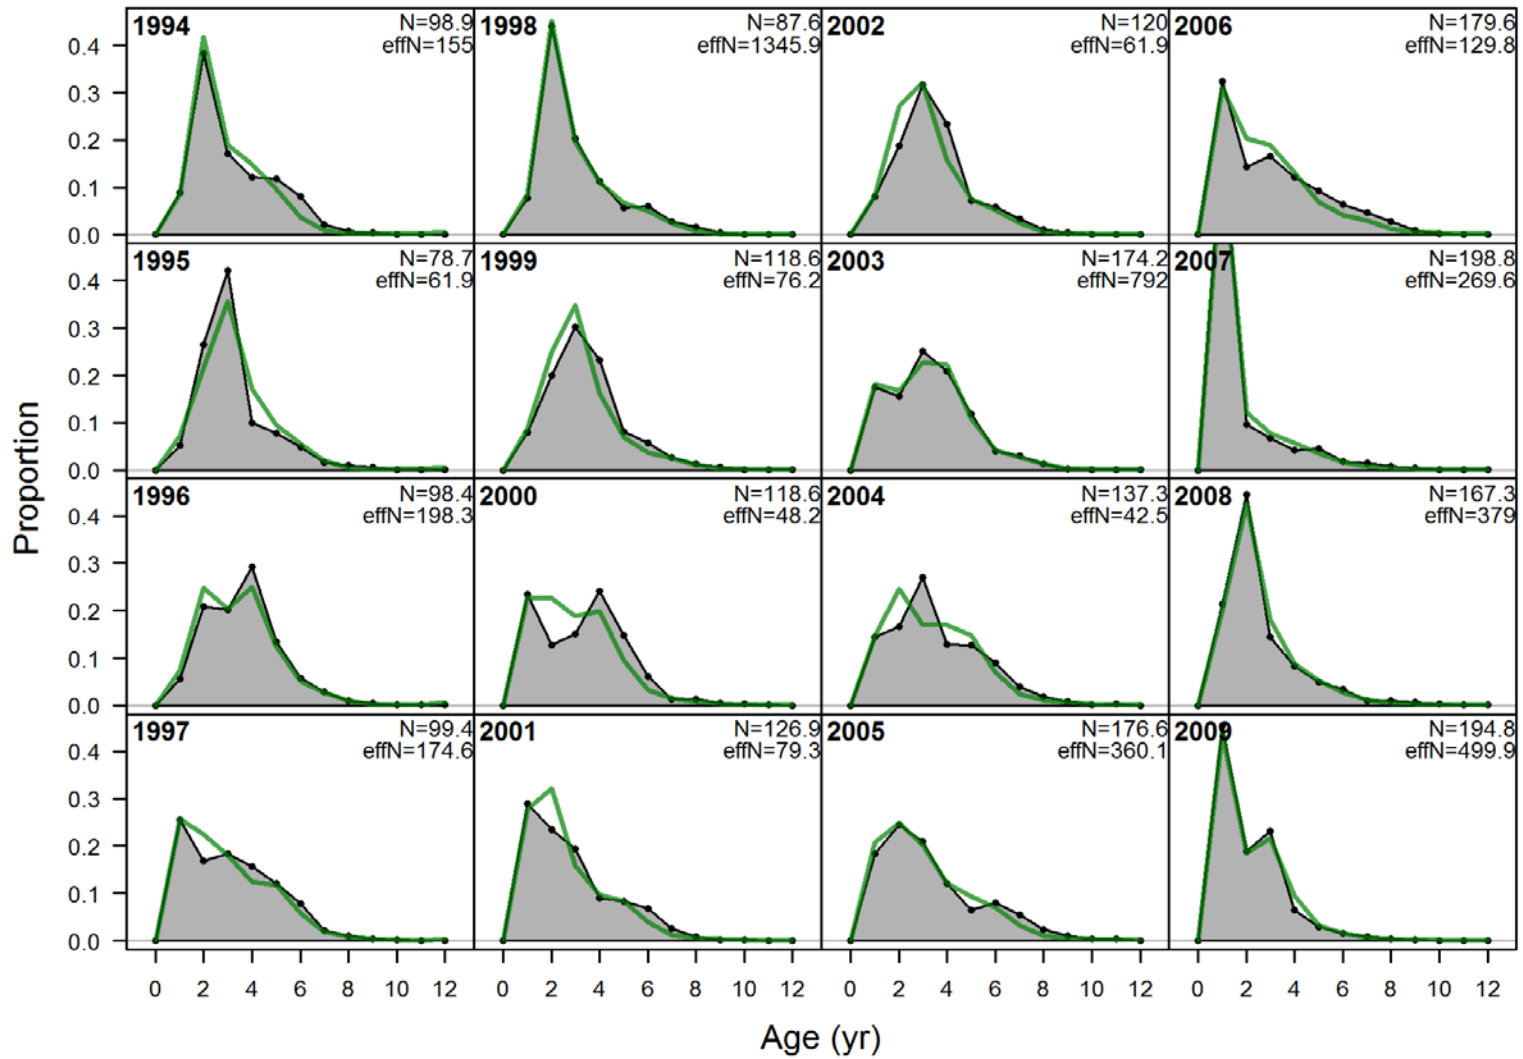 Proportion
1994 N=98.9
effN=155
1998 N=87.6
effN=1345.9
2002 N=120
effN=61.9
2006 N=179.6
effN=129.8
0.4
0.3
0.2
0.1
0.0
1995 N=78.7
effN=61.9
1999 N=118.6
effN=76.2
2003 N=174.2
effN=792
2007 N=198.8
effN=269.6
0.4
0.3
0.2
0.1
0.0
1996 N=98.4
effN=198.3
2000 N=118.6
effN=48.2
2004 N=137.3
effN=42.5
2008 N=167.3
effN=379
0.4
0.3
0.2
0.1
0.0
1997 N=99.4
effN=174.6
2001 N=126.9
effN=79.3
2005 N=176.6
effN=360.1
2009 N=194.8
effN=499.9
0.4
0.3
0.2
0.1
0.0
0 2 4 6 8 10 12 0 2 4 6 8 10 12 0 2 4 6 8 10 12 0 2 4 6 8 10 12
Age (yr)